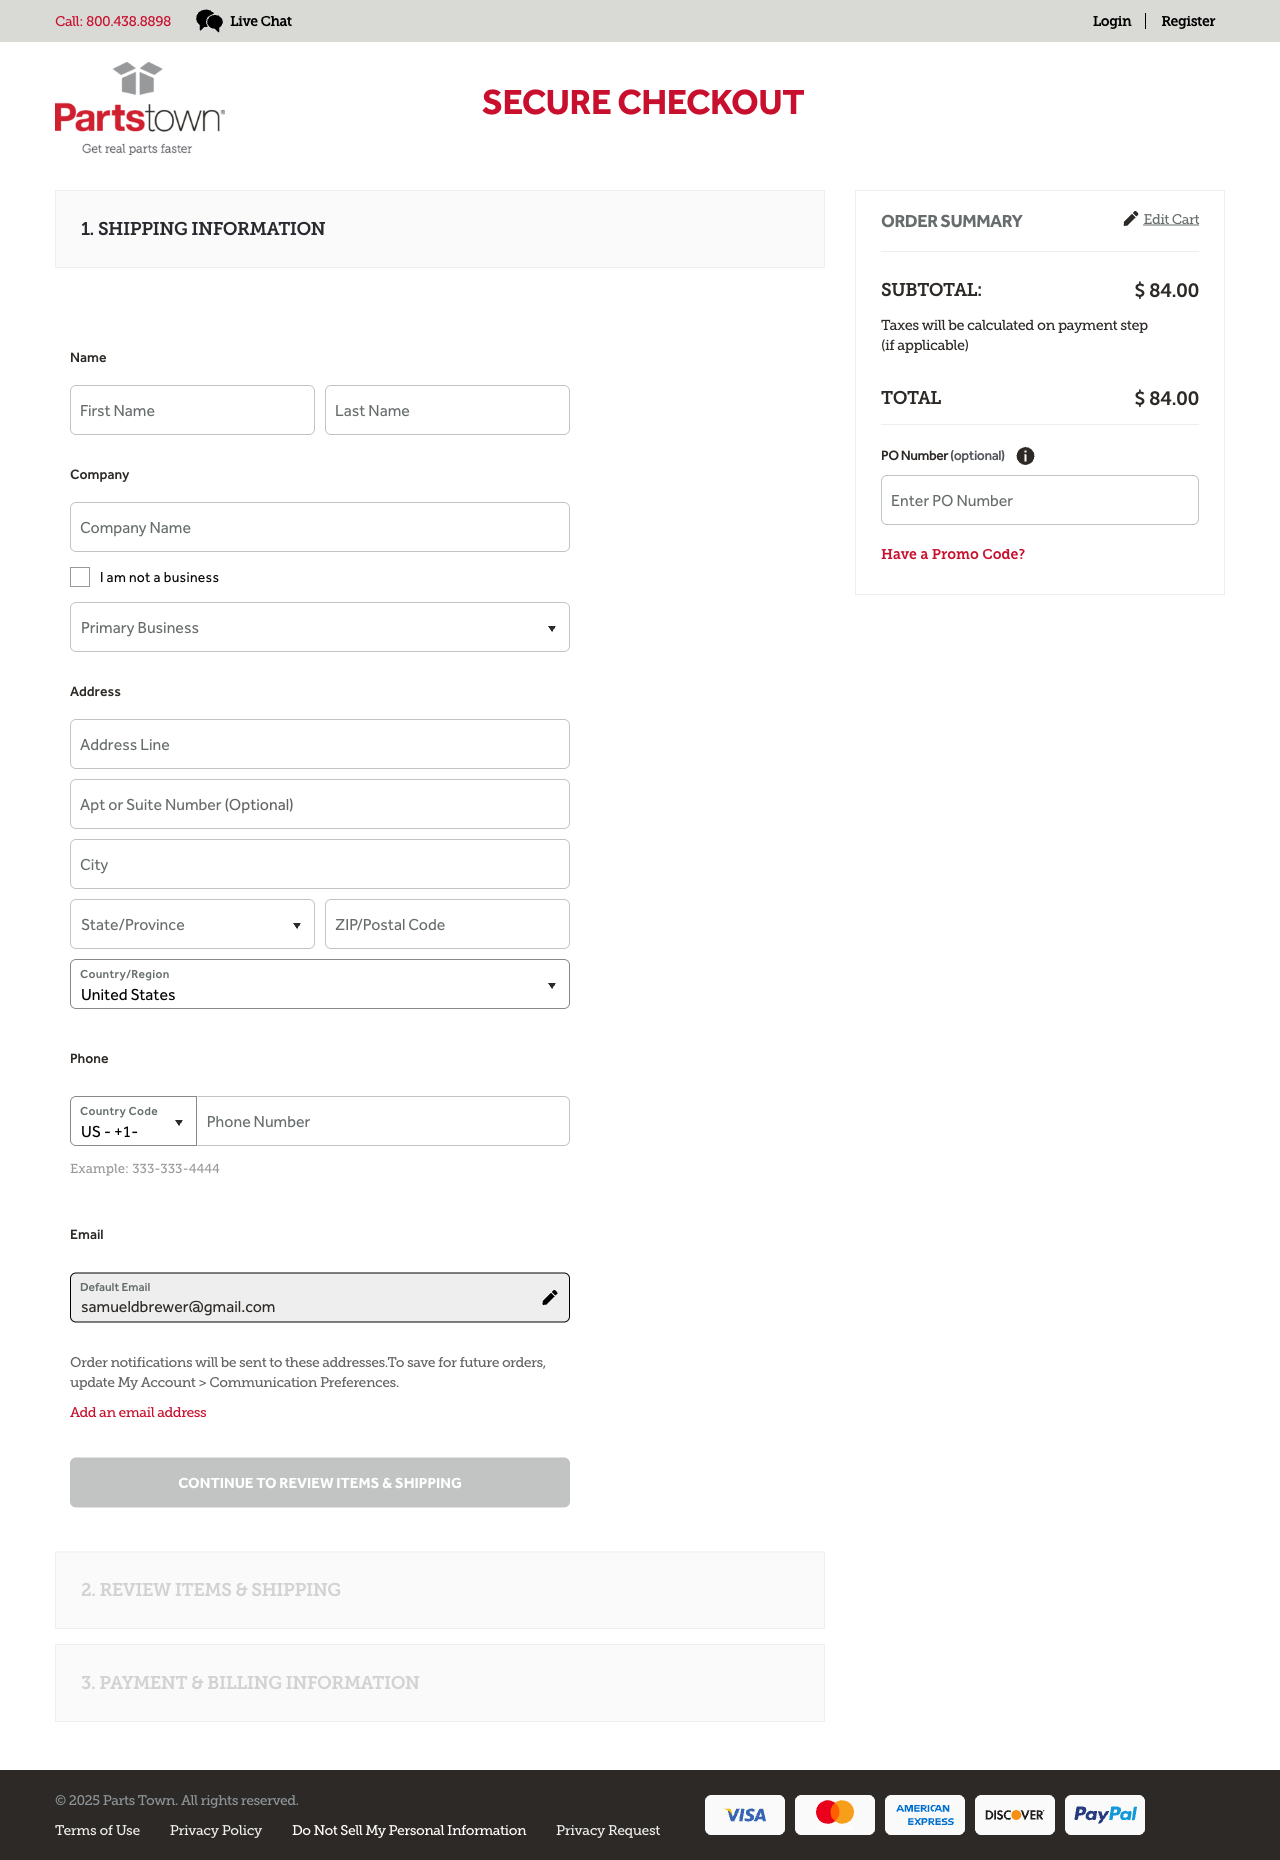 Call: 800.438.8898
Live Chat
Login
Register
Partstown®
Get real parts faster
SECURE CHECKOUT
1. SHIPPING INFORMATION
Name
First Name
Last Name
Company
Company Name
I am not a business
Primary Business
Address
Address Line
Apt or Suite Number (Optional)
City
State/Province
ZIP/Postal Code
Country/Region
United States
Phone
Country Code
US - +1-
Phone Number
Example: 333-333-4444
Email
Default Email
samueldbrewer@gmail.com
Order notifications will be sent to these addresses.To save for future orders,
update My Account > Communication Preferences.
Add an email address
CONTINUE TO REVIEW ITEMS & SHIPPING
2. REVIEW ITEMS & SHIPPING
3. PAYMENT & BILLING INFORMATION
ORDER SUMMARY
Edit Cart
SUBTOTAL:
$ 84.00
Taxes will be calculated on payment step
(if applicable)
TOTAL
$ 84.00
PO Number (optional)
Enter PO Number
Have a Promo Code?
© 2025 Parts Town. All rights reserved.
Terms of Use
Privacy Policy
Do Not Sell My Personal Information
Privacy Request
VISA
AMERICAN
EXPRESS
DISCOVER
PayPal